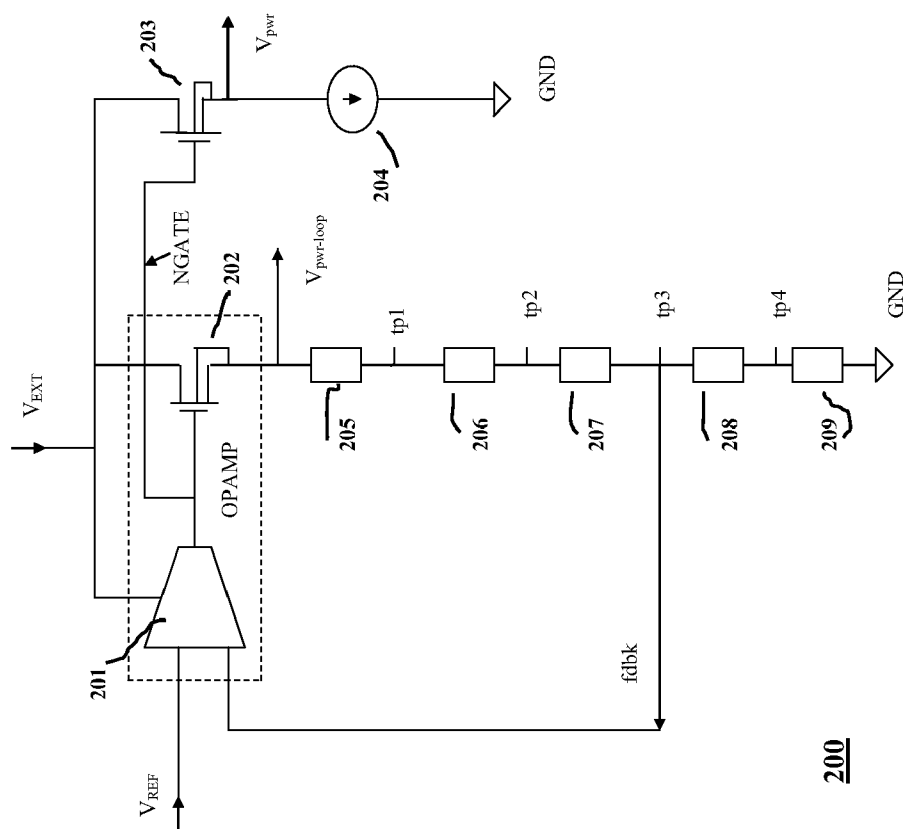 V_EXT
V_REF
201
OPAMP
202
NGATE
203
V_pwr
204
GND
V_pwr-loop
205
tp1
206
tp2
207
tp3
208
tp4
209
GND
fdbk
200